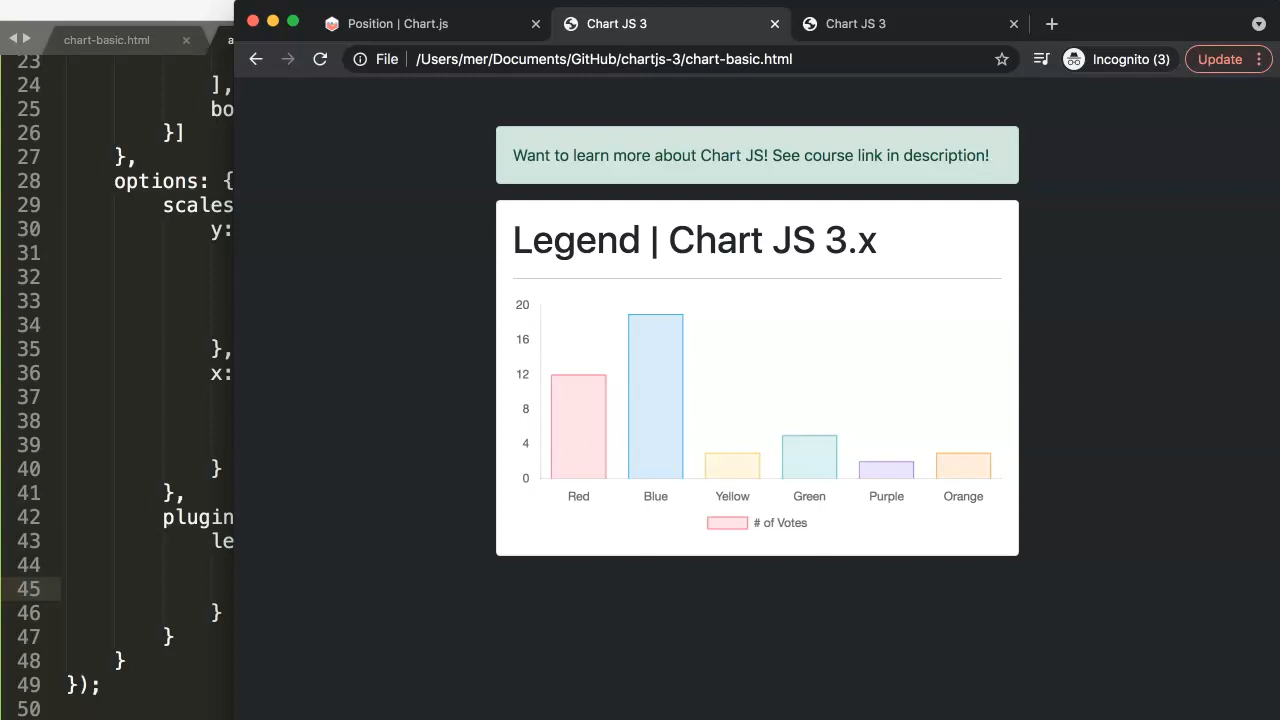 Position | Chart.js
Chart JS 3
Chart JS 3
File
/Users/mer/Documents/GitHub/chartjs-3/chart-basic.html
Incognito (3)
Update
chart-basic.html
a
23
24 ],
25 bo
26 }]
27 },
28 options: {
29 scales
30 y:
31
32
33
34
35 },
36 x:
37
38
39
40 }
41 },
42 plugin
43 le
44
45
46 }
47 }
48 }
49 });
50
Want to learn more about Chart JS! See course link in description!
Legend | Chart JS 3.x
20
16
12
8
4
0
Red Blue Yellow Green Purple Orange
# of Votes